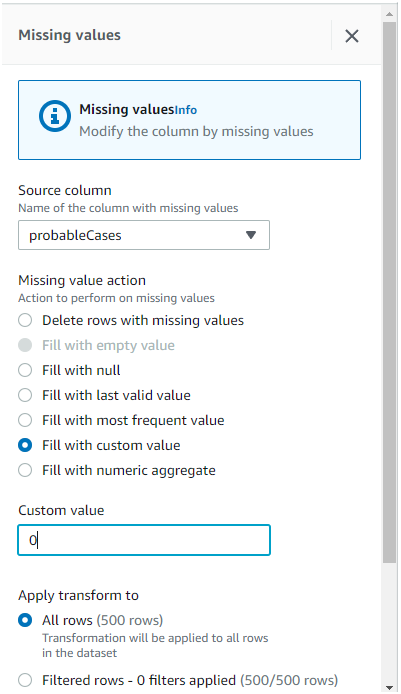 Missing values
Missing valuesInfo
Modify the column by missing values
Source column
Name of the column with missing values
probableCases
Missing value action
Action to perform on missing values
Delete rows with missing values
Fill with empty value
Fill with null
Fill with last valid value
Fill with most frequent value
Fill with custom value
Fill with numeric aggregate
Custom value
0
Apply transform to
All rows (500 rows)
Transformation will be applied to all rows
in the dataset
Filtered rows - 0 filters applied (500/500 rows)